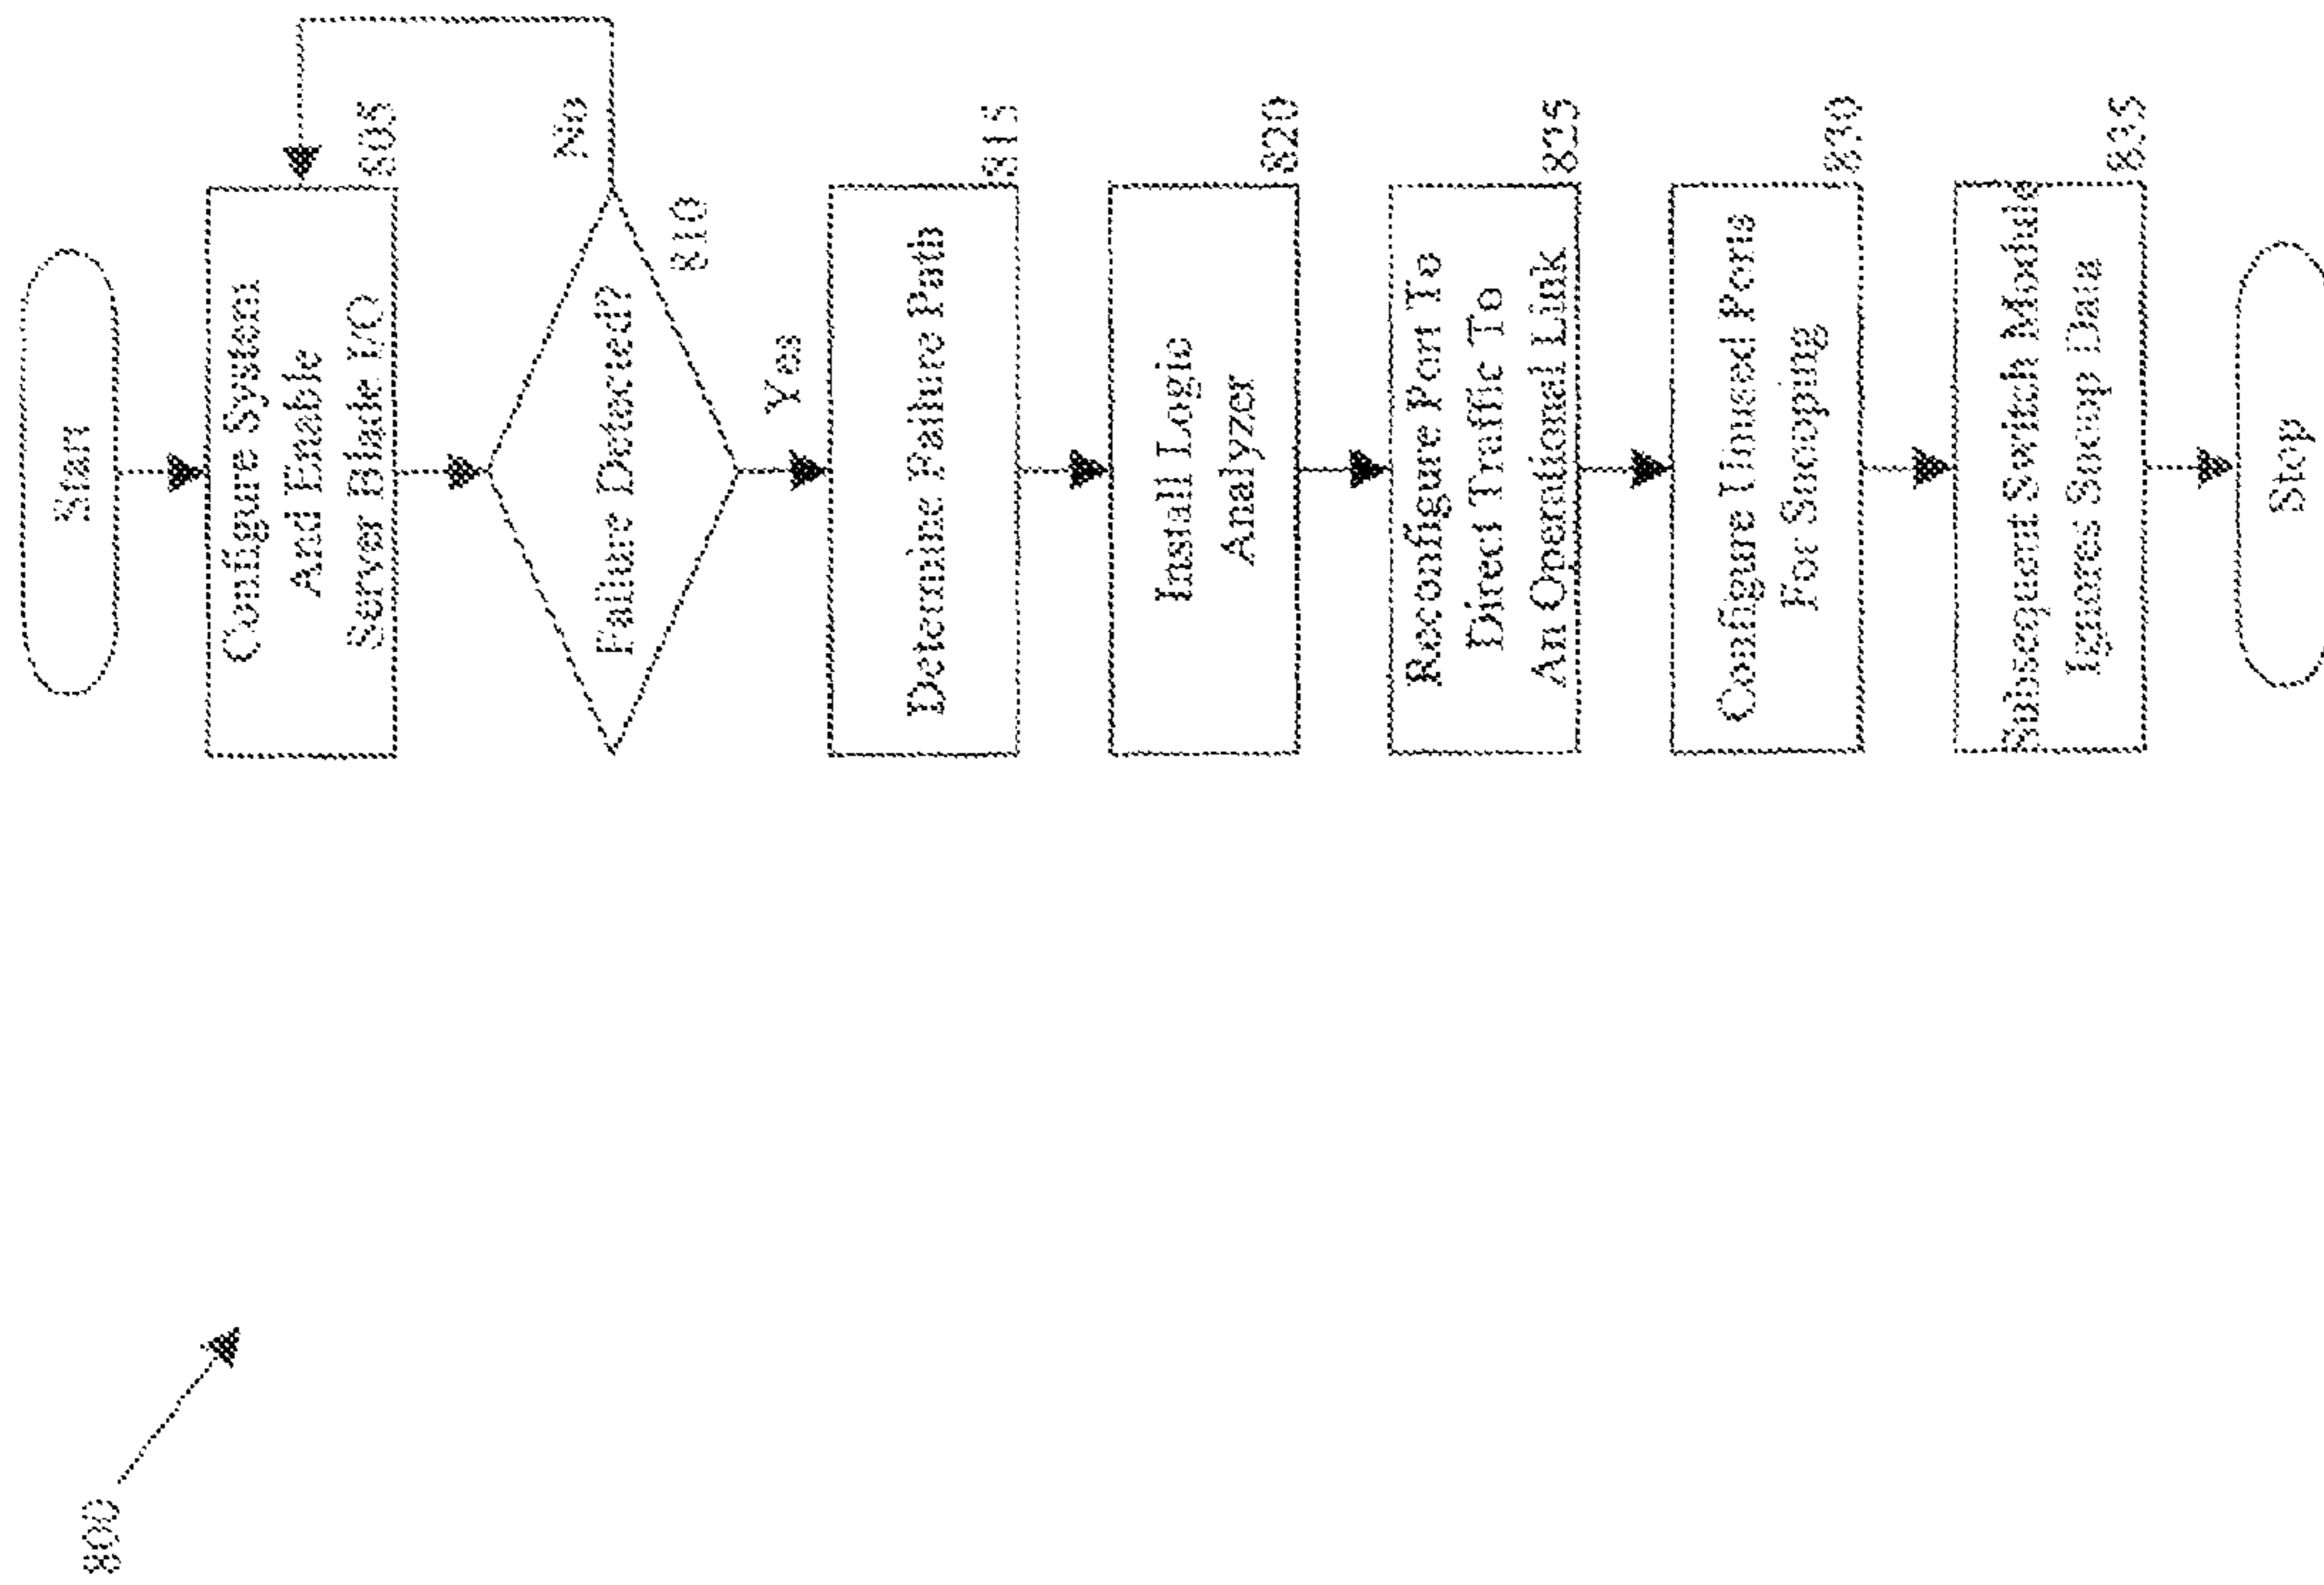 800
Start
Configure System
And Enable
Server Blade I/O
805
Failure Detected?
810
No
Yes
Determine Failure Path
815
Install Logic
Analyzer
820
Reconfigure Port To
Direct Traffic To
An Operational Link
825
Configure Unused Ports
For Snooping
830
Subsequent Switch Module
Ignores Snoop Data
835
Stop